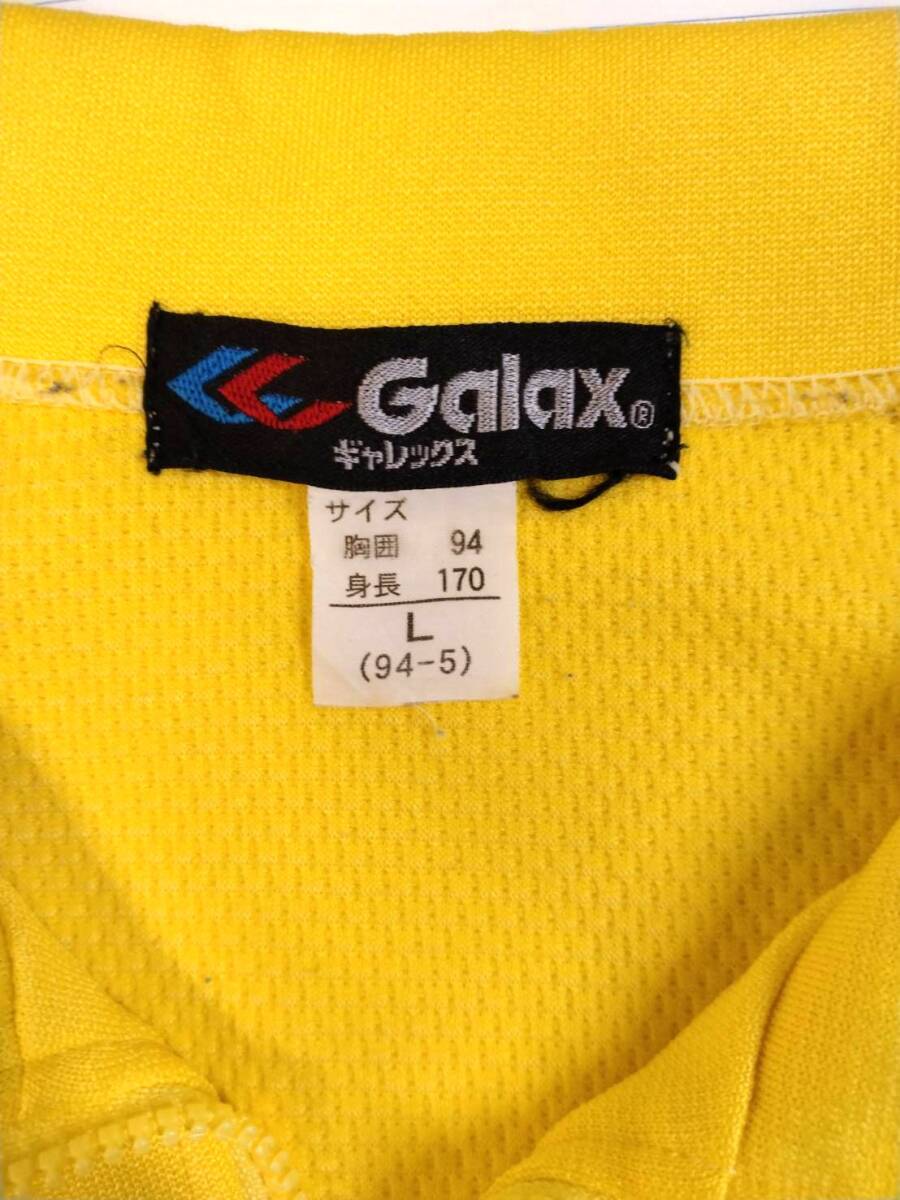 Galax®
ギャレックス
サイズ
胸囲 94
身長 170
L
(94-5)